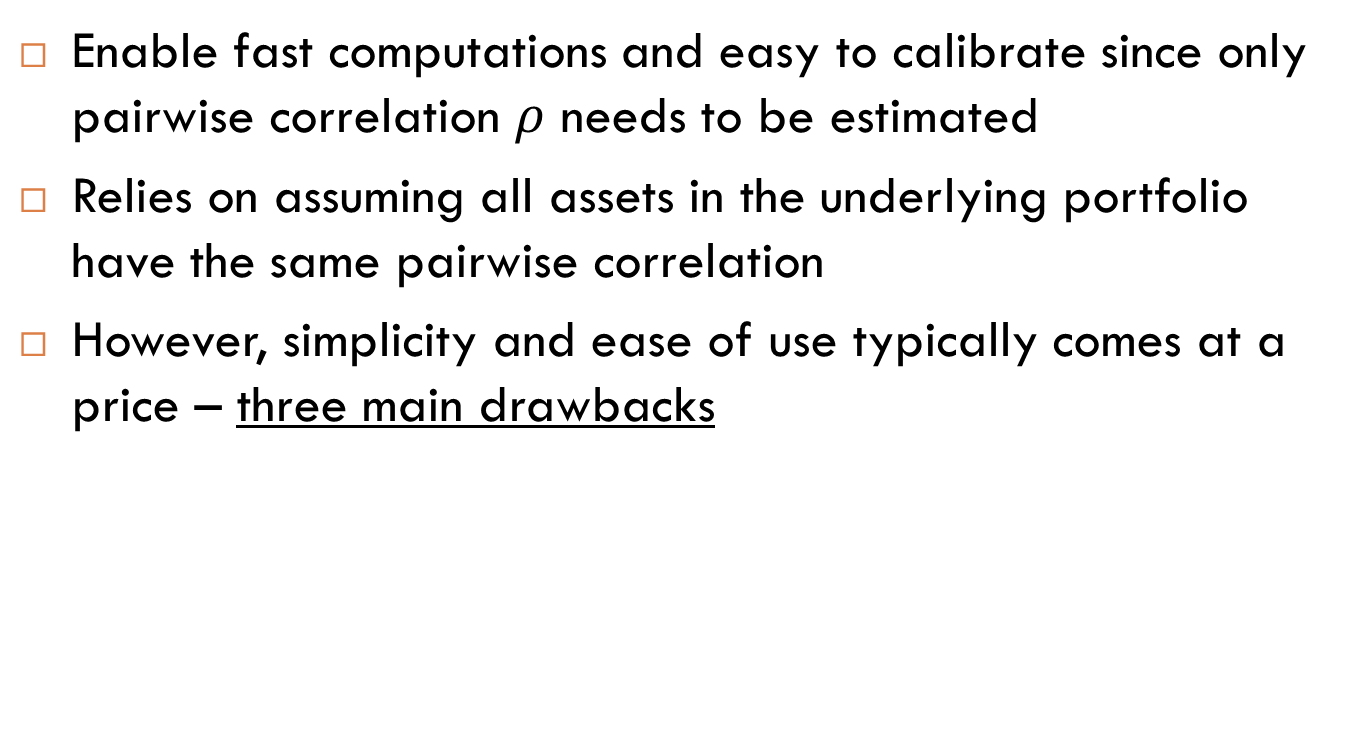 Enable fast computations and easy to calibrate since only
pairwise correlation ρ needs to be estimated
Relies on assuming all assets in the underlying portfolio
have the same pairwise correlation
However, simplicity and ease of use typically comes at a
price – three main drawbacks